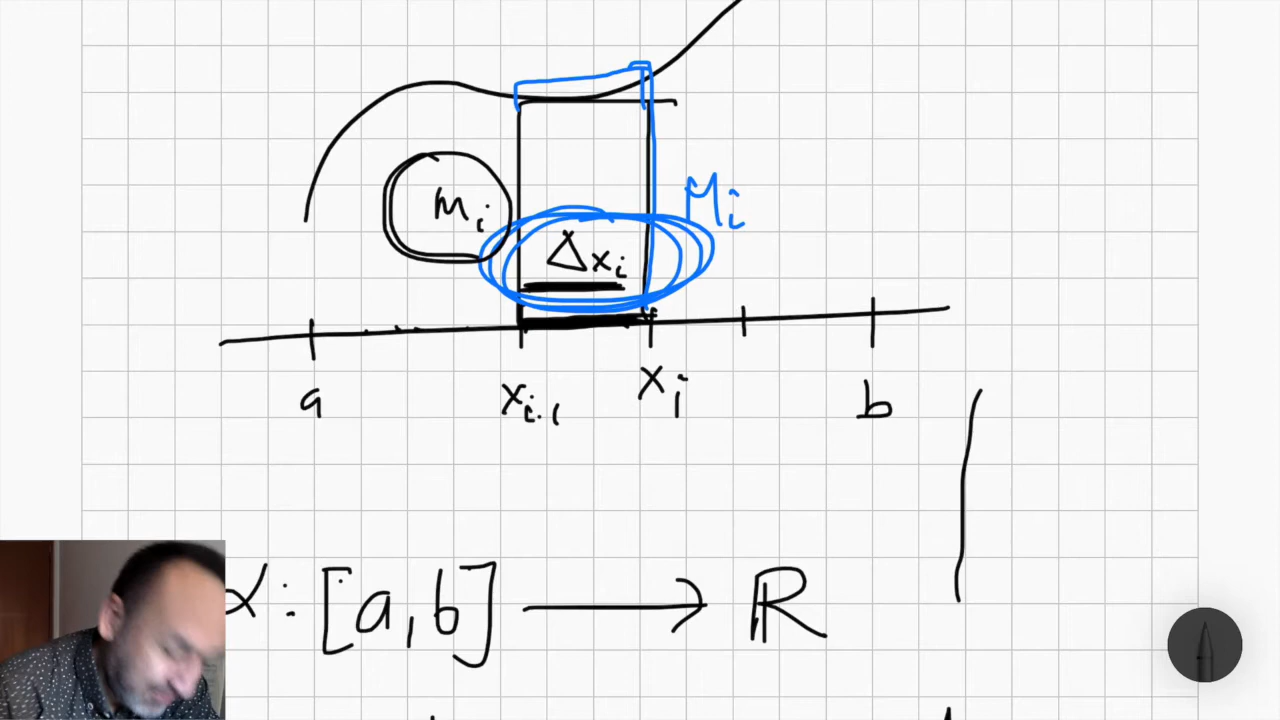 mᵢ
Mᵢ
Δxᵢ
a xᵢ₋₁ xᵢ b
α : [a,b] ⟶ ℝ